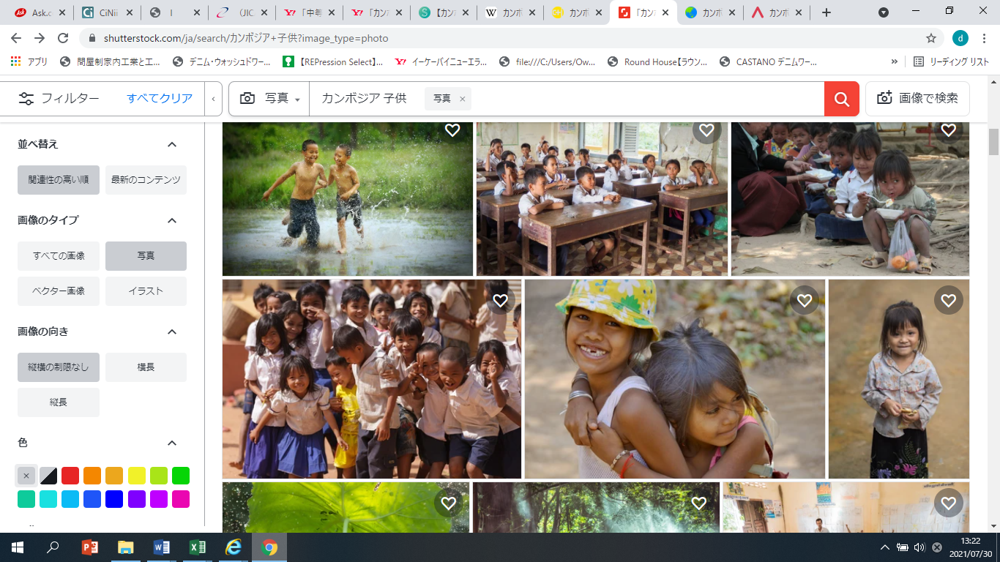 Ask.c
CiNii
I
(JIC
「中等
「カンボ
【カンボ
カンボ
カンボ
「カンボ
カンボ
カンボ
shutterstock.com/ja/search/カンボジア+子供?image_type=photo
d
アプリ
問屋制家内工業と工...
デニム・ウォッシュドワー...
【REPression Select】...
イーケーバイニューエラ...
file:///C:/Users/Ow...
Round House【ラウン...
CASTANO デニムワー...
»
リーディング リスト
フィルター
すべてクリア
写真
カンボジア 子供
写真 ×
画像で検索
並べ替え
関連性の高い順
最新のコンテンツ
画像のタイプ
すべての画像
写真
ベクター画像
イラスト
画像の向き
縦横の制限なし
横長
縦長
色
13:22
2021/07/30